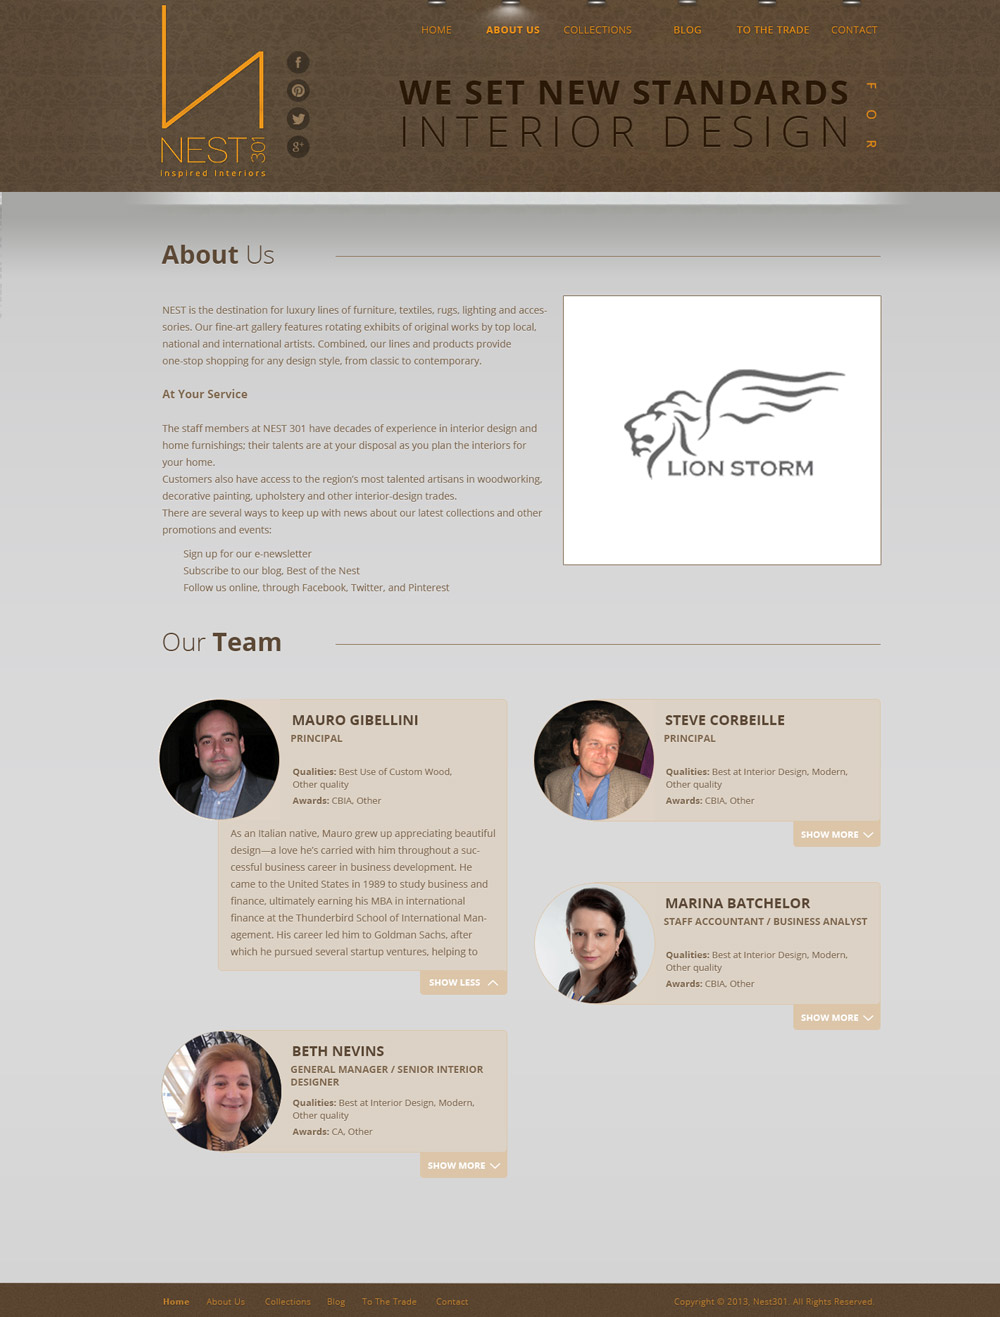 HOME ABOUT US COLLECTIONS BLOG TO THE TRADE CONTACT
WE SET NEW STANDARDS
FOR
INTERIOR DESIGN
NEST 301
Inspired Interiors
About Us
NEST is the destination for luxury lines of furniture, textiles, rugs, lighting and acces-
sories. Our fine-art gallery features rotating exhibits of original works by top local,
national and international artists. Combined, our lines and products provide
one-stop shopping for any design style, from classic to contemporary.
At Your Service
The staff members at NEST 301 have decades of experience in interior design and
home furnishings; their talents are at your disposal as you plan the interiors for
your home.
Customers also have access to the region's most talented artisans in woodworking,
decorative painting, upholstery and other interior-design trades.
There are several ways to keep up with news about our latest collections and other
promotions and events:
Sign up for our e-newsletter
Subscribe to our blog, Best of the Nest
Follow us online, through Facebook, Twitter, and Pinterest
LION STORM
Our Team
MAURO GIBELLINI
PRINCIPAL
Qualities: Best Use of Custom Wood,
Other quality
Awards: CBIA, Other
As an Italian native, Mauro grew up appreciating beautiful
design—a love he's carried with him throughout a suc-
cessful business career in business development. He
came to the United States in 1989 to study business and
finance, ultimately earning his MBA in international
finance at the Thunderbird School of International Man-
agement. His career led him to Goldman Sachs, after
which he pursued several startup ventures, helping to
SHOW LESS
STEVE CORBEILLE
PRINCIPAL
Qualities: Best at Interior Design, Modern,
Other quality
Awards: CBIA, Other
SHOW MORE
MARINA BATCHELOR
STAFF ACCOUNTANT / BUSINESS ANALYST
Qualities: Best at Interior Design, Modern,
Other quality
Awards: CBIA, Other
SHOW MORE
BETH NEVINS
GENERAL MANAGER / SENIOR INTERIOR
DESIGNER
Qualities: Best at Interior Design, Modern,
Other quality
Awards: CA, Other
SHOW MORE
Home About Us Collections Blog To The Trade Contact Copyright © 2013, Nest301. All Rights Reserved.